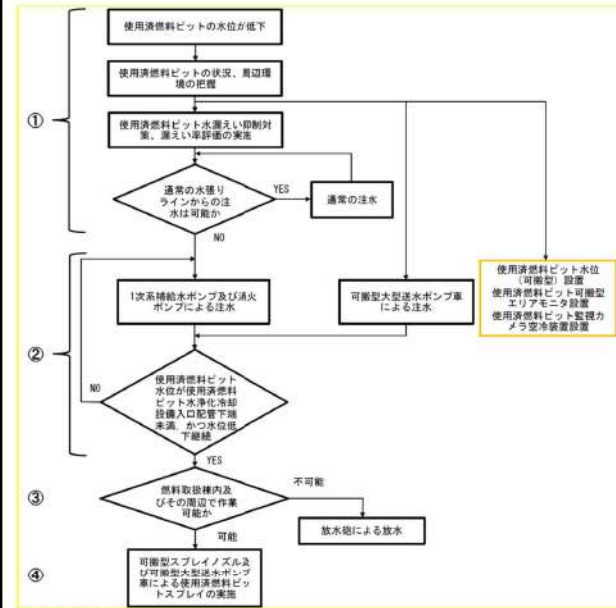 使用済燃料ピットの水位が低下
使用済燃料ピットの状況、周辺環
境の把握
①
使用済燃料ピット水漏えい抑制対
策、漏えい率評価の実施
通常の水張り
ラインからの注
水は可能か
YES
通常の注水
NO
1次系補給水ポンプ及び消火
ポンプによる注水
可搬型大型送水ポンプ車
による注水
使用済燃料ピット水位
(可搬型)設置
使用済燃料ピット可搬型
エリアモニタ設置
使用済燃料ピット監視カ
メラ空冷装置設置
②
NO
使用済燃料ピット
水位が使用済燃料
ピット水浄化冷却
設備入口配管下端
未満、かつ水位低
下継続
YES
③
燃料取扱棟内及
びその周辺で作業
可能か
不可能
放水砲による放水
可能
④
可搬型スプレイノズル及
び可搬型大型送水ポンプ
車による使用済燃料ピッ
トスプレイの実施